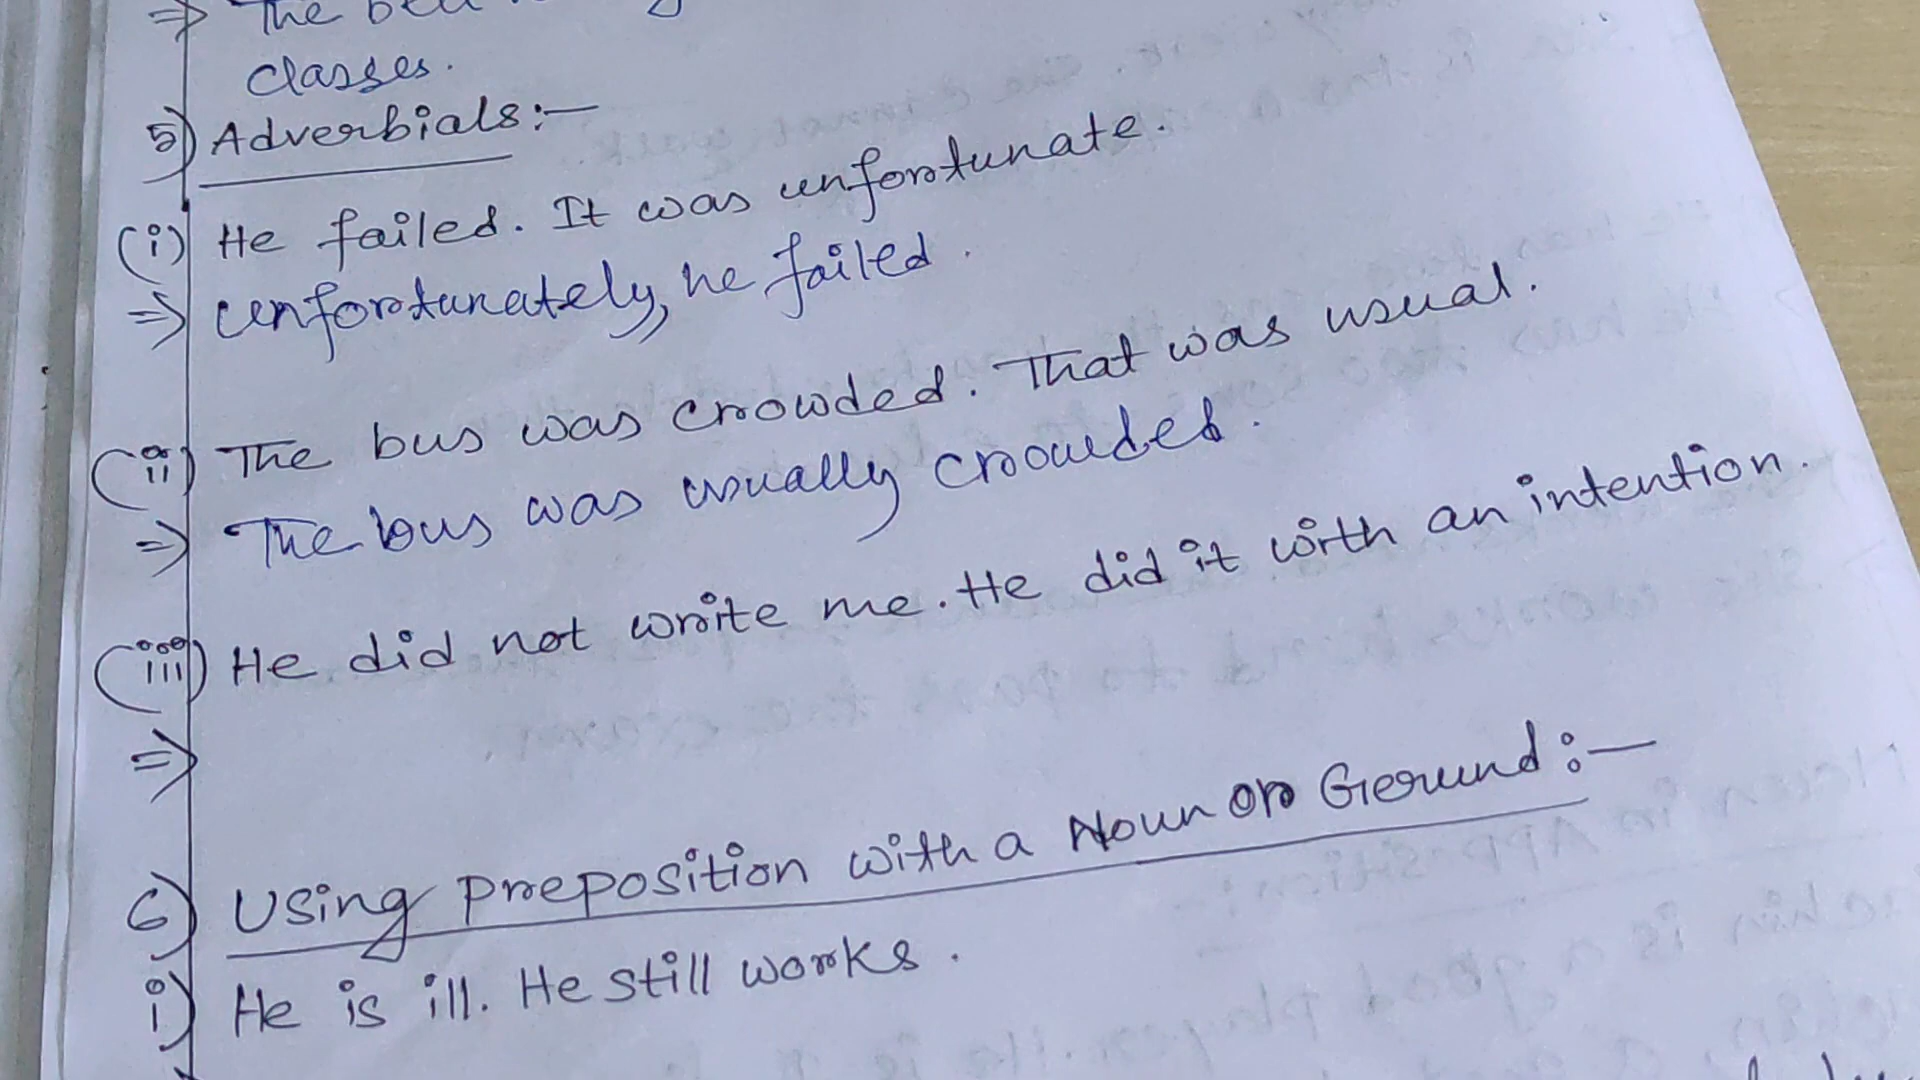 ⇒ The
classes.
5) Adverbials:-
(i) He failed. It was unfortunate.
⇒ Unfortunately, he failed.
(ii) The bus was crowded. That was usual.
⇒ The bus was usually crowded.
(iii) He did not write me. He did it with an intention.
⇒
6) Using Preposition with a Noun or Gerund:-
i) He is ill. He still works.